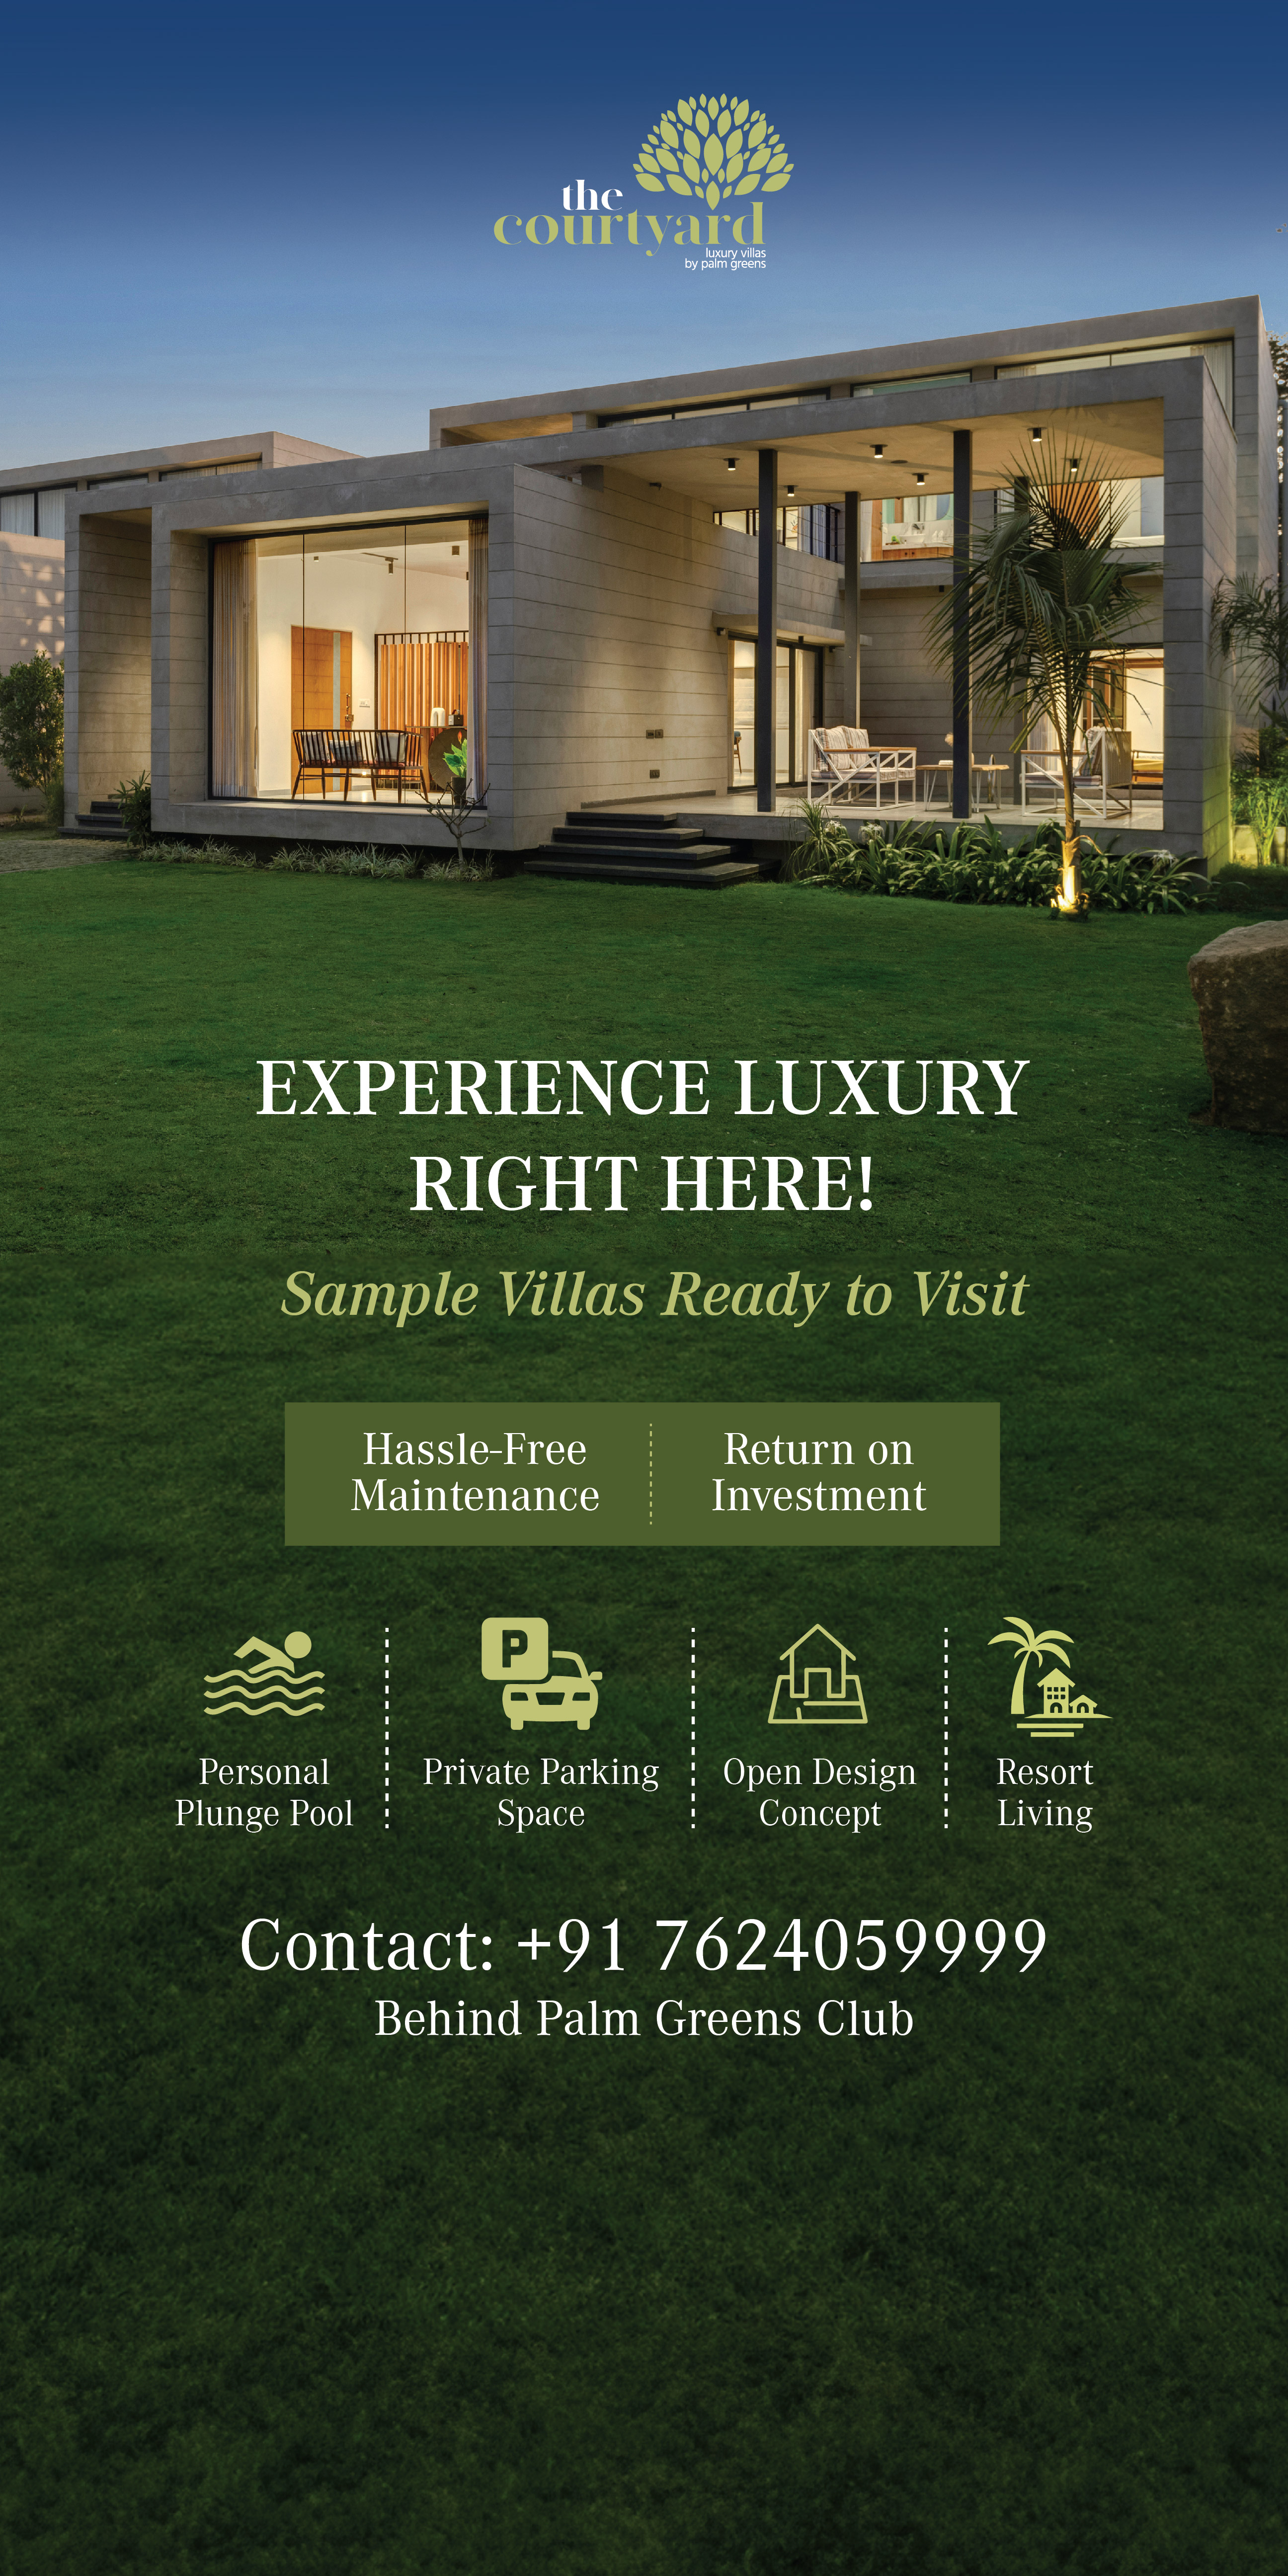 the
courtyard
luxury villas
by palm greens
EXPERIENCE LUXURY
RIGHT HERE!
Sample Villas Ready to Visit
Hassle-Free
Maintenance
Return on
Investment
P
Personal
Plunge Pool
Private Parking
Space
Open Design
Concept
Resort
Living
Contact: +91 7624059999
Behind Palm Greens Club